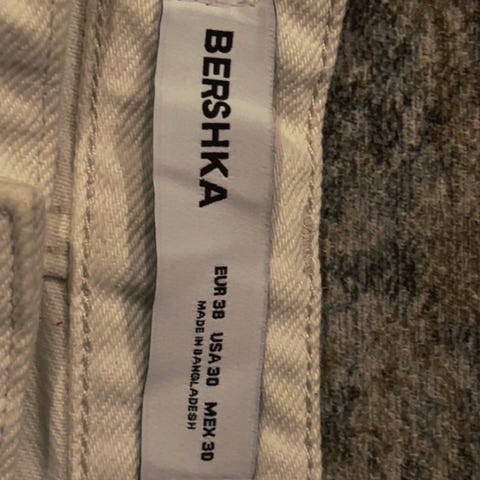 BERSHKA
EUR 38 USA 30 MEX 30
MADE IN BANGLADESH